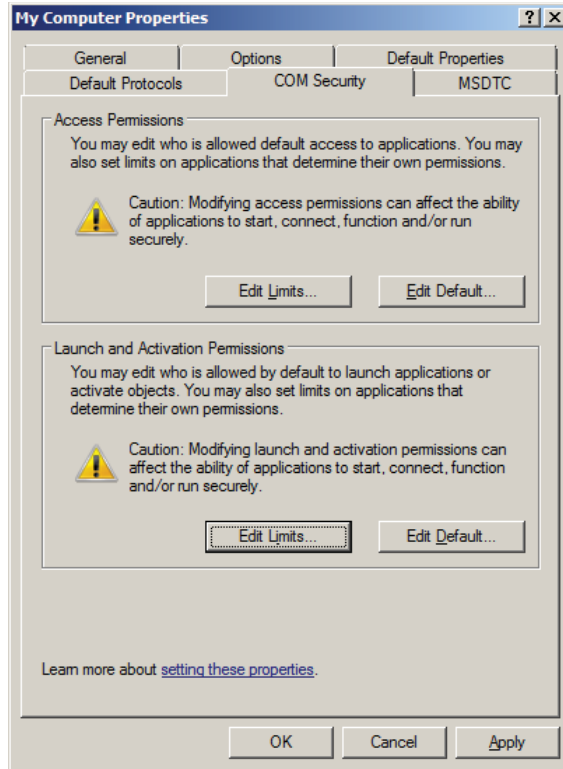 My Computer Properties
General Options Default Properties
Default Protocols COM Security MSDTC
Access Permissions
You may edit who is allowed default access to applications. You may
also set limits on applications that determine their own permissions.
Caution: Modifying access permissions can affect the ability
of applications to start, connect, function and/or run
securely.
Edit Limits... Edit Default...
Launch and Activation Permissions
You may edit who is allowed by default to launch applications or
activate objects. You may also set limits on applications that
determine their own permissions.
Caution: Modifying launch and activation permissions can
affect the ability of applications to start, connect, function
and/or run securely.
Edit Limits... Edit Default...
Learn more about setting these properties.
OK Cancel Apply